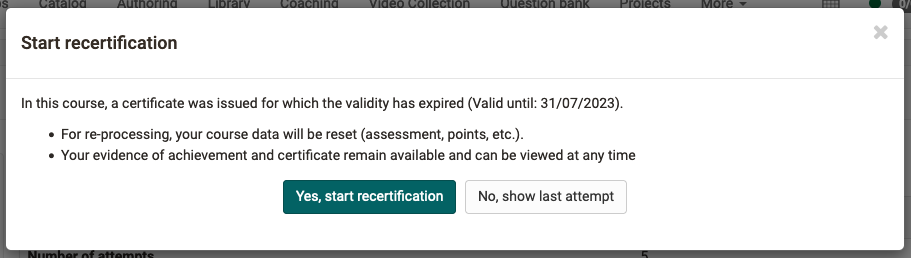 Catalog Authoring Library Coaching Video Collection Question bank Projects More
Start recertification
In this course, a certificate was issued for which the validity has expired (Valid until: 31/07/2023).
• For re-processing, your course data will be reset (assessment, points, etc.).
• Your evidence of achievement and certificate remain available and can be viewed at any time
Yes, start recertification
No, show last attempt
Number of attempts 5